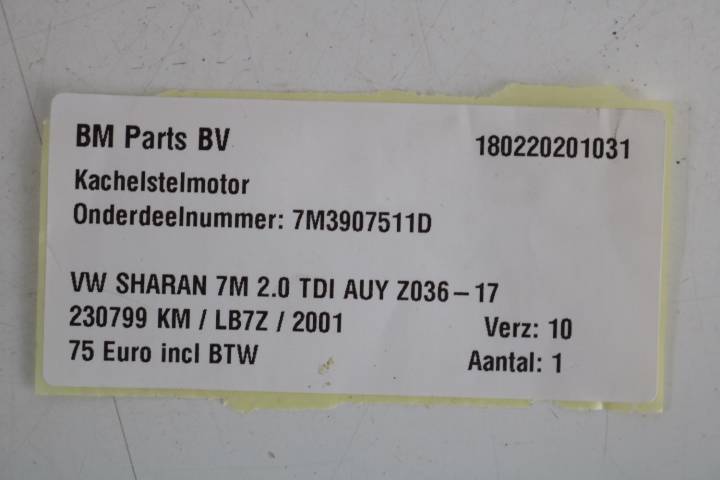 BM Parts BV 180220201031
Kachelstelmotor
Onderdeelnummer: 7M3907511D
VW SHARAN 7M 2.0 TDI AUY Z036-17
230799 KM / LB7Z / 2001 Verz: 10
75 Euro incl BTW Aantal: 1